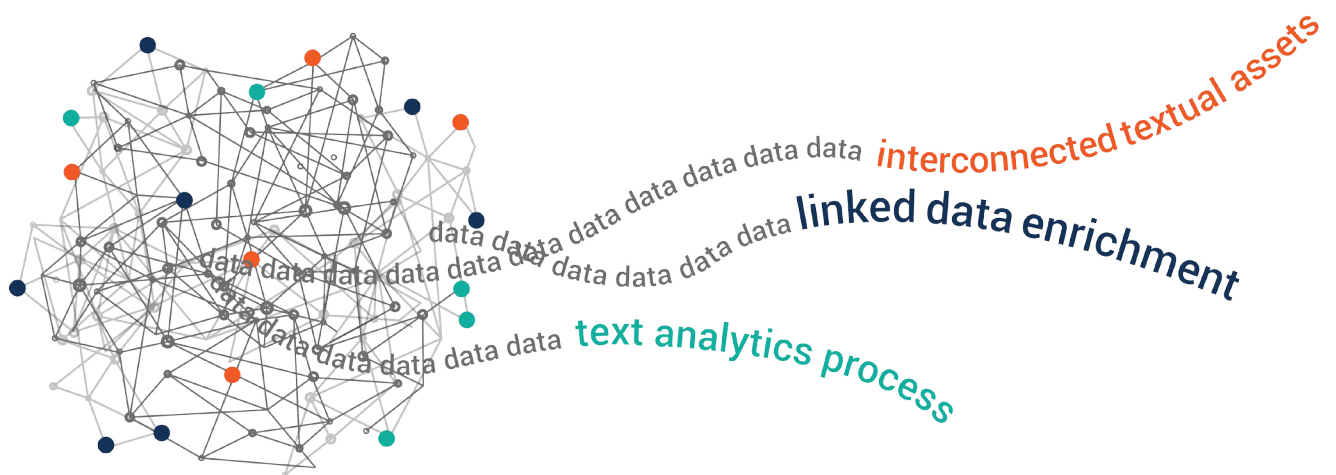 data data data data data data data data data data data interconnected textual assets
data data data data data data linked data enrichment
data data data data data data text analytics process